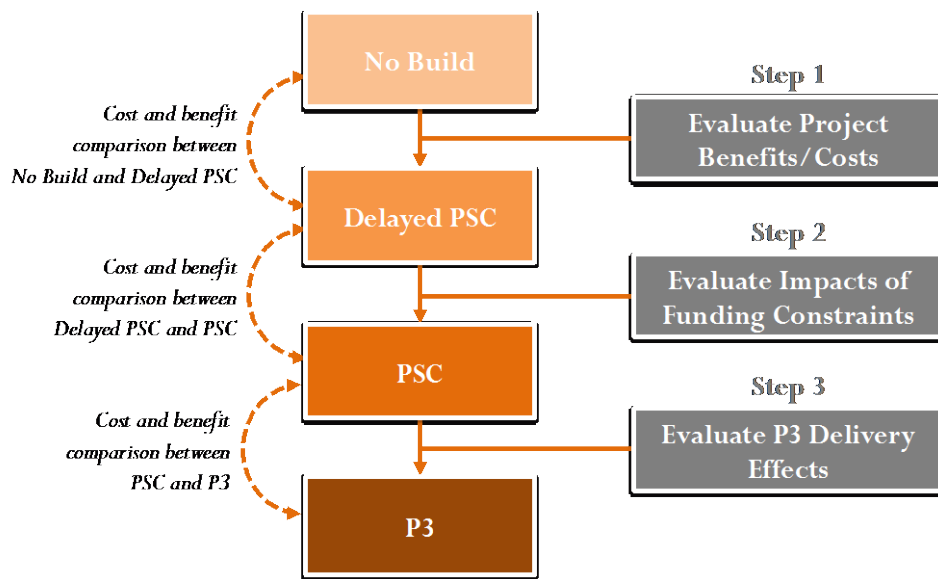 No Build
Step 1
Cost and benefit
comparison between
No Build and Delayed PSC
Evaluate Project
Benefits/Costs
Delayed PSC
Step 2
Cost and benefit
comparison between
Delayed PSC and PSC
Evaluate Impacts of
Funding Constraints
PSC
Step 3
Cost and benefit
comparison between
PSC and P3
Evaluate P3 Delivery
Effects
P3